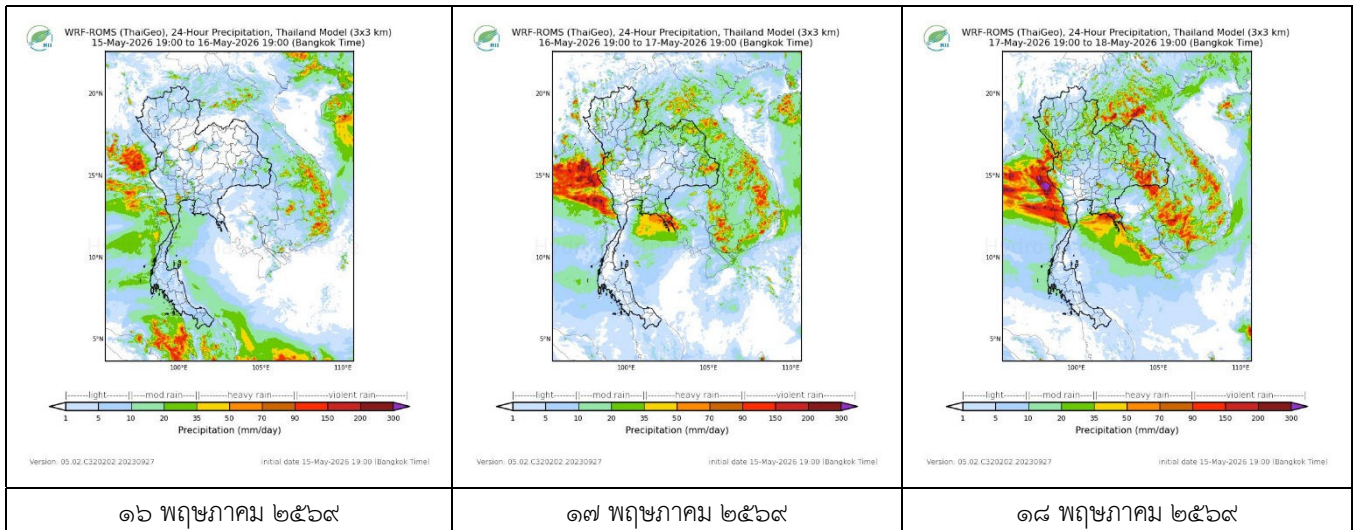 WRF-ROMS (ThaiGeo), 24-Hour Precipitation, Thailand Model (3x3 km)
15-May-2026 19:00 to 16-May-2026 19:00 (Bangkok Time)
HII
20°N
15°N
10°N
5°N
100°E 105°E 110°E
light mod rain heavy rain violent rain
1 5 10 20 35 50 70 90 150 200 300
Precipitation (mm/day)
Version: 05.02.C320202.20230927 initial date 15-May-2026 19:00 (Bangkok Time)
๑๖ พฤษภาคม ๒๕๖๙
WRF-ROMS (ThaiGeo), 24-Hour Precipitation, Thailand Model (3x3 km)
16-May-2026 19:00 to 17-May-2026 19:00 (Bangkok Time)
HII
20°N
15°N
10°N
5°N
100°E 105°E 110°E
light mod rain heavy rain violent rain
1 5 10 20 35 50 70 90 150 200 300
Precipitation (mm/day)
Version: 05.02.C320202.20230927 initial date 15-May-2026 19:00 (Bangkok Time)
๑๗ พฤษภาคม ๒๕๖๙
WRF-ROMS (ThaiGeo), 24-Hour Precipitation, Thailand Model (3x3 km)
17-May-2026 19:00 to 18-May-2026 19:00 (Bangkok Time)
HII
20°N
15°N
10°N
5°N
100°E 105°E 110°E
light mod rain heavy rain violent rain
1 5 10 20 35 50 70 90 150 200 300
Precipitation (mm/day)
Version: 05.02.C320202.20230927 initial date 15-May-2026 19:00 (Bangkok Time)
๑๘ พฤษภาคม ๒๕๖๙